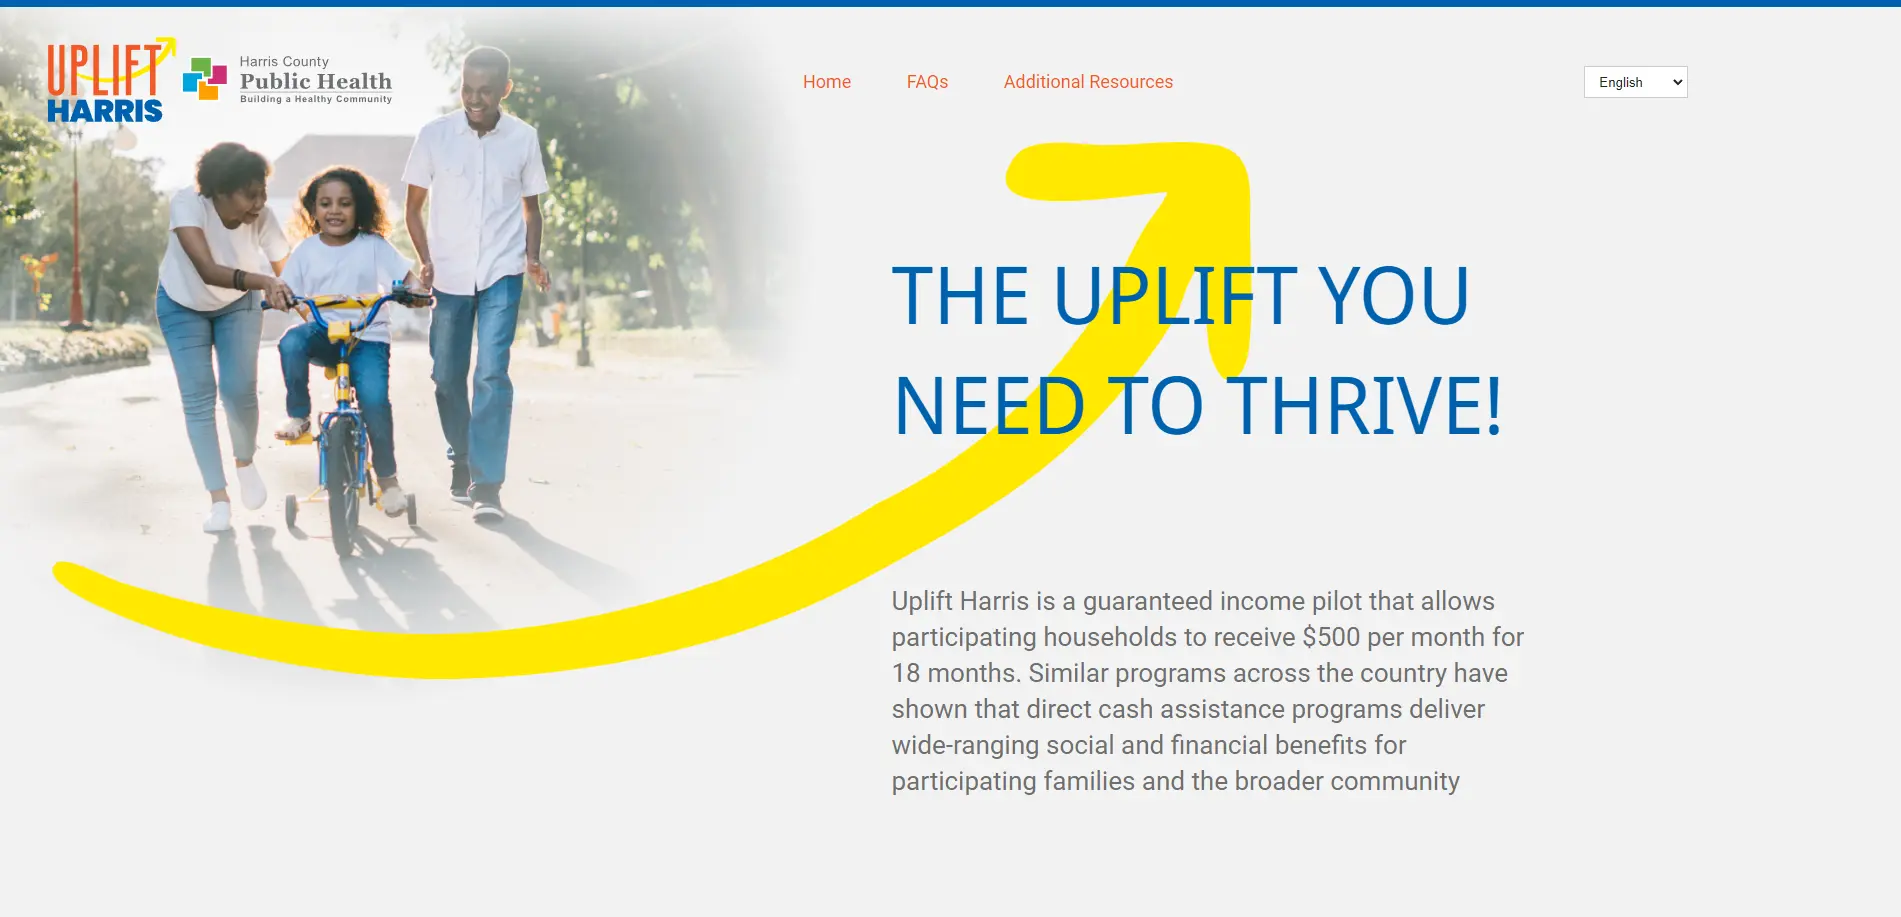 UPLIFT
HARRIS
Harris County
Public Health
Building a Healthy Community
Home
FAQs
Additional Resources
English
THE UPLIFT YOU
NEED TO THRIVE!
Uplift Harris is a guaranteed income pilot that allows
participating households to receive $500 per month for
18 months. Similar programs across the country have
shown that direct cash assistance programs deliver
wide-ranging social and financial benefits for
participating families and the broader community